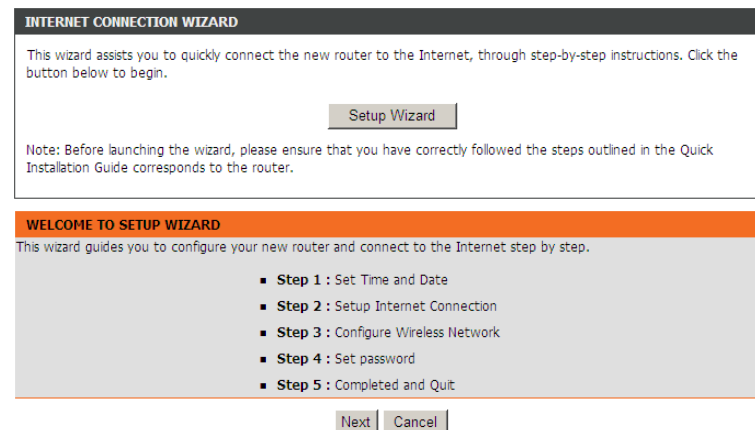 INTERNET CONNECTION WIZARD
This wizard assists you to quickly connect the new router to the Internet, through step-by-step instructions. Click the
button below to begin.
Setup Wizard
Note: Before launching the wizard, please ensure that you have correctly followed the steps outlined in the Quick
Installation Guide corresponds to the router.
WELCOME TO SETUP WIZARD
This wizard guides you to configure your new router and connect to the Internet step by step.
▪ Step 1 : Set Time and Date
▪ Step 2 : Setup Internet Connection
▪ Step 3 : Configure Wireless Network
▪ Step 4 : Set password
▪ Step 5 : Completed and Quit
Next Cancel